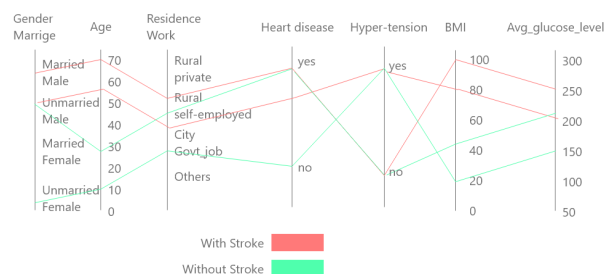 Gender
Marrige
Age
Residence
Work
Heart disease
Hyper-tension
BMI
Avg_glucose_level
Married
Male
Unmarried
Male
Married
Female
Unmarried
Female
70
60
50
40
30
20
10
0
Rural
private
Rural
self-employed
City
Govt_job
Others
yes
no
yes
no
100
80
60
40
20
0
300
250
200
150
100
50
With Stroke
Without Stroke